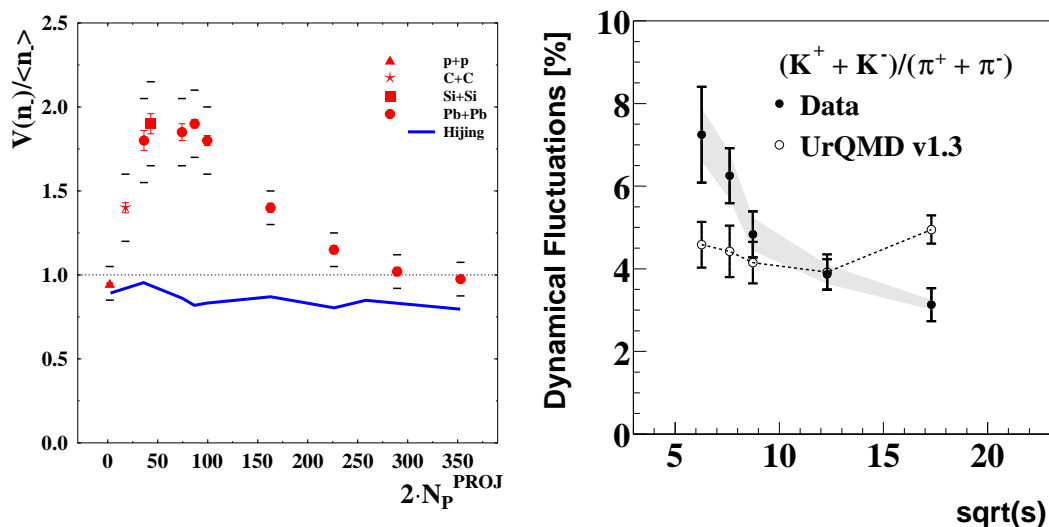 V(n-)/<n->
2.5
2.0
1.5
1.0
0.5
0.0
p+p
C+C
Si+Si
Pb+Pb
Hijing
0 50 100 150 200 250 300 350
2·N_P^PROJ
Dynamical Fluctuations [%]
10
8
6
4
2
0
(K⁺ + K⁻)/(π⁺ + π⁻)
Data
UrQMD v1.3
5 10 15 20
sqrt(s)